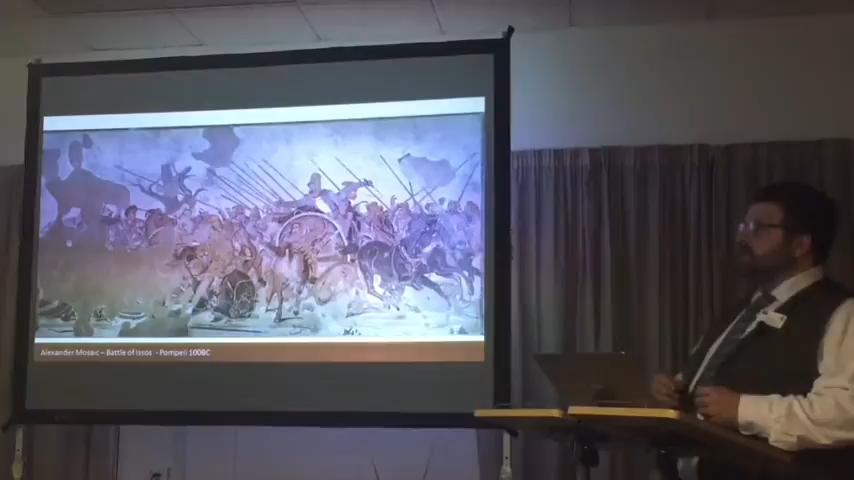 Alexander Mosaic – Battle of Issos - Pompeii 100BC